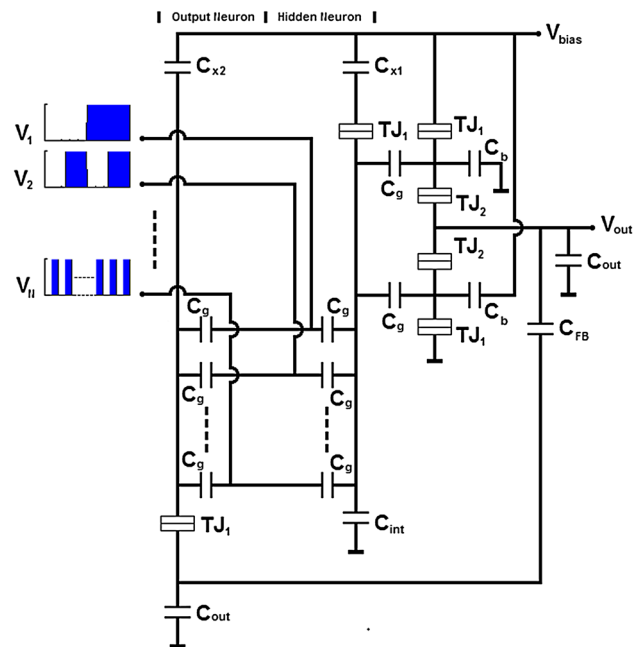 Output Neuron Hidden Neuron
Vbias
Cx2
Cx1
V1
TJ1
TJ1
Cb
V2
Cg
TJ2
Vout
TJ2
Cout
VN
Cg
Cg
Cg
Cb
TJ1
CFB
Cg
Cg
Cg
Cg
TJ1
Cint
Cout